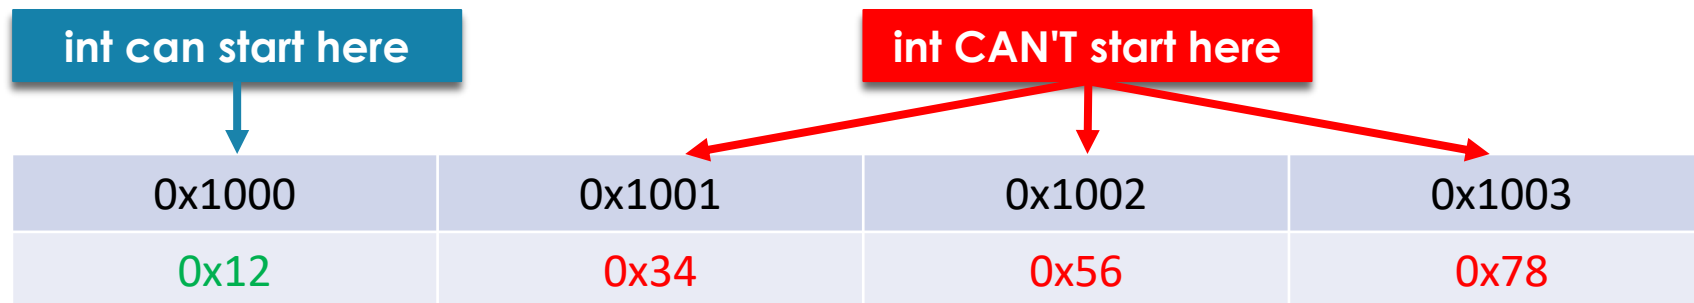 int can start here
int CAN'T start here
0x1000 0x1001 0x1002 0x1003
0x12 0x34 0x56 0x78